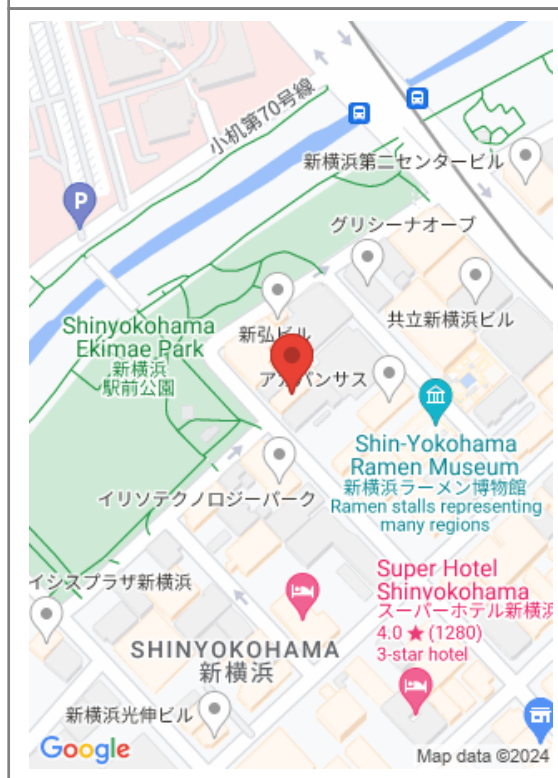 小机第70号線
新横浜第二センタービル
グリシーナオーブ
共立新横浜ビル
Shinyokohama
Ekimae Park
新横浜
駅前公園
新弘ビル
Shin-Yokohama
Ramen Museum
新横浜ラーメン博物館
Ramen stalls representing
many regions
イリソテクノロジーパーク
イシスプラザ新横浜
Super Hotel
Shinyokohama
スーパーホテル新横浜
4.0 ★ (1280)
3-star hotel
SHINYOKOHAMA
新横浜
新横浜光伸ビル
P
Google
Map data ©2024